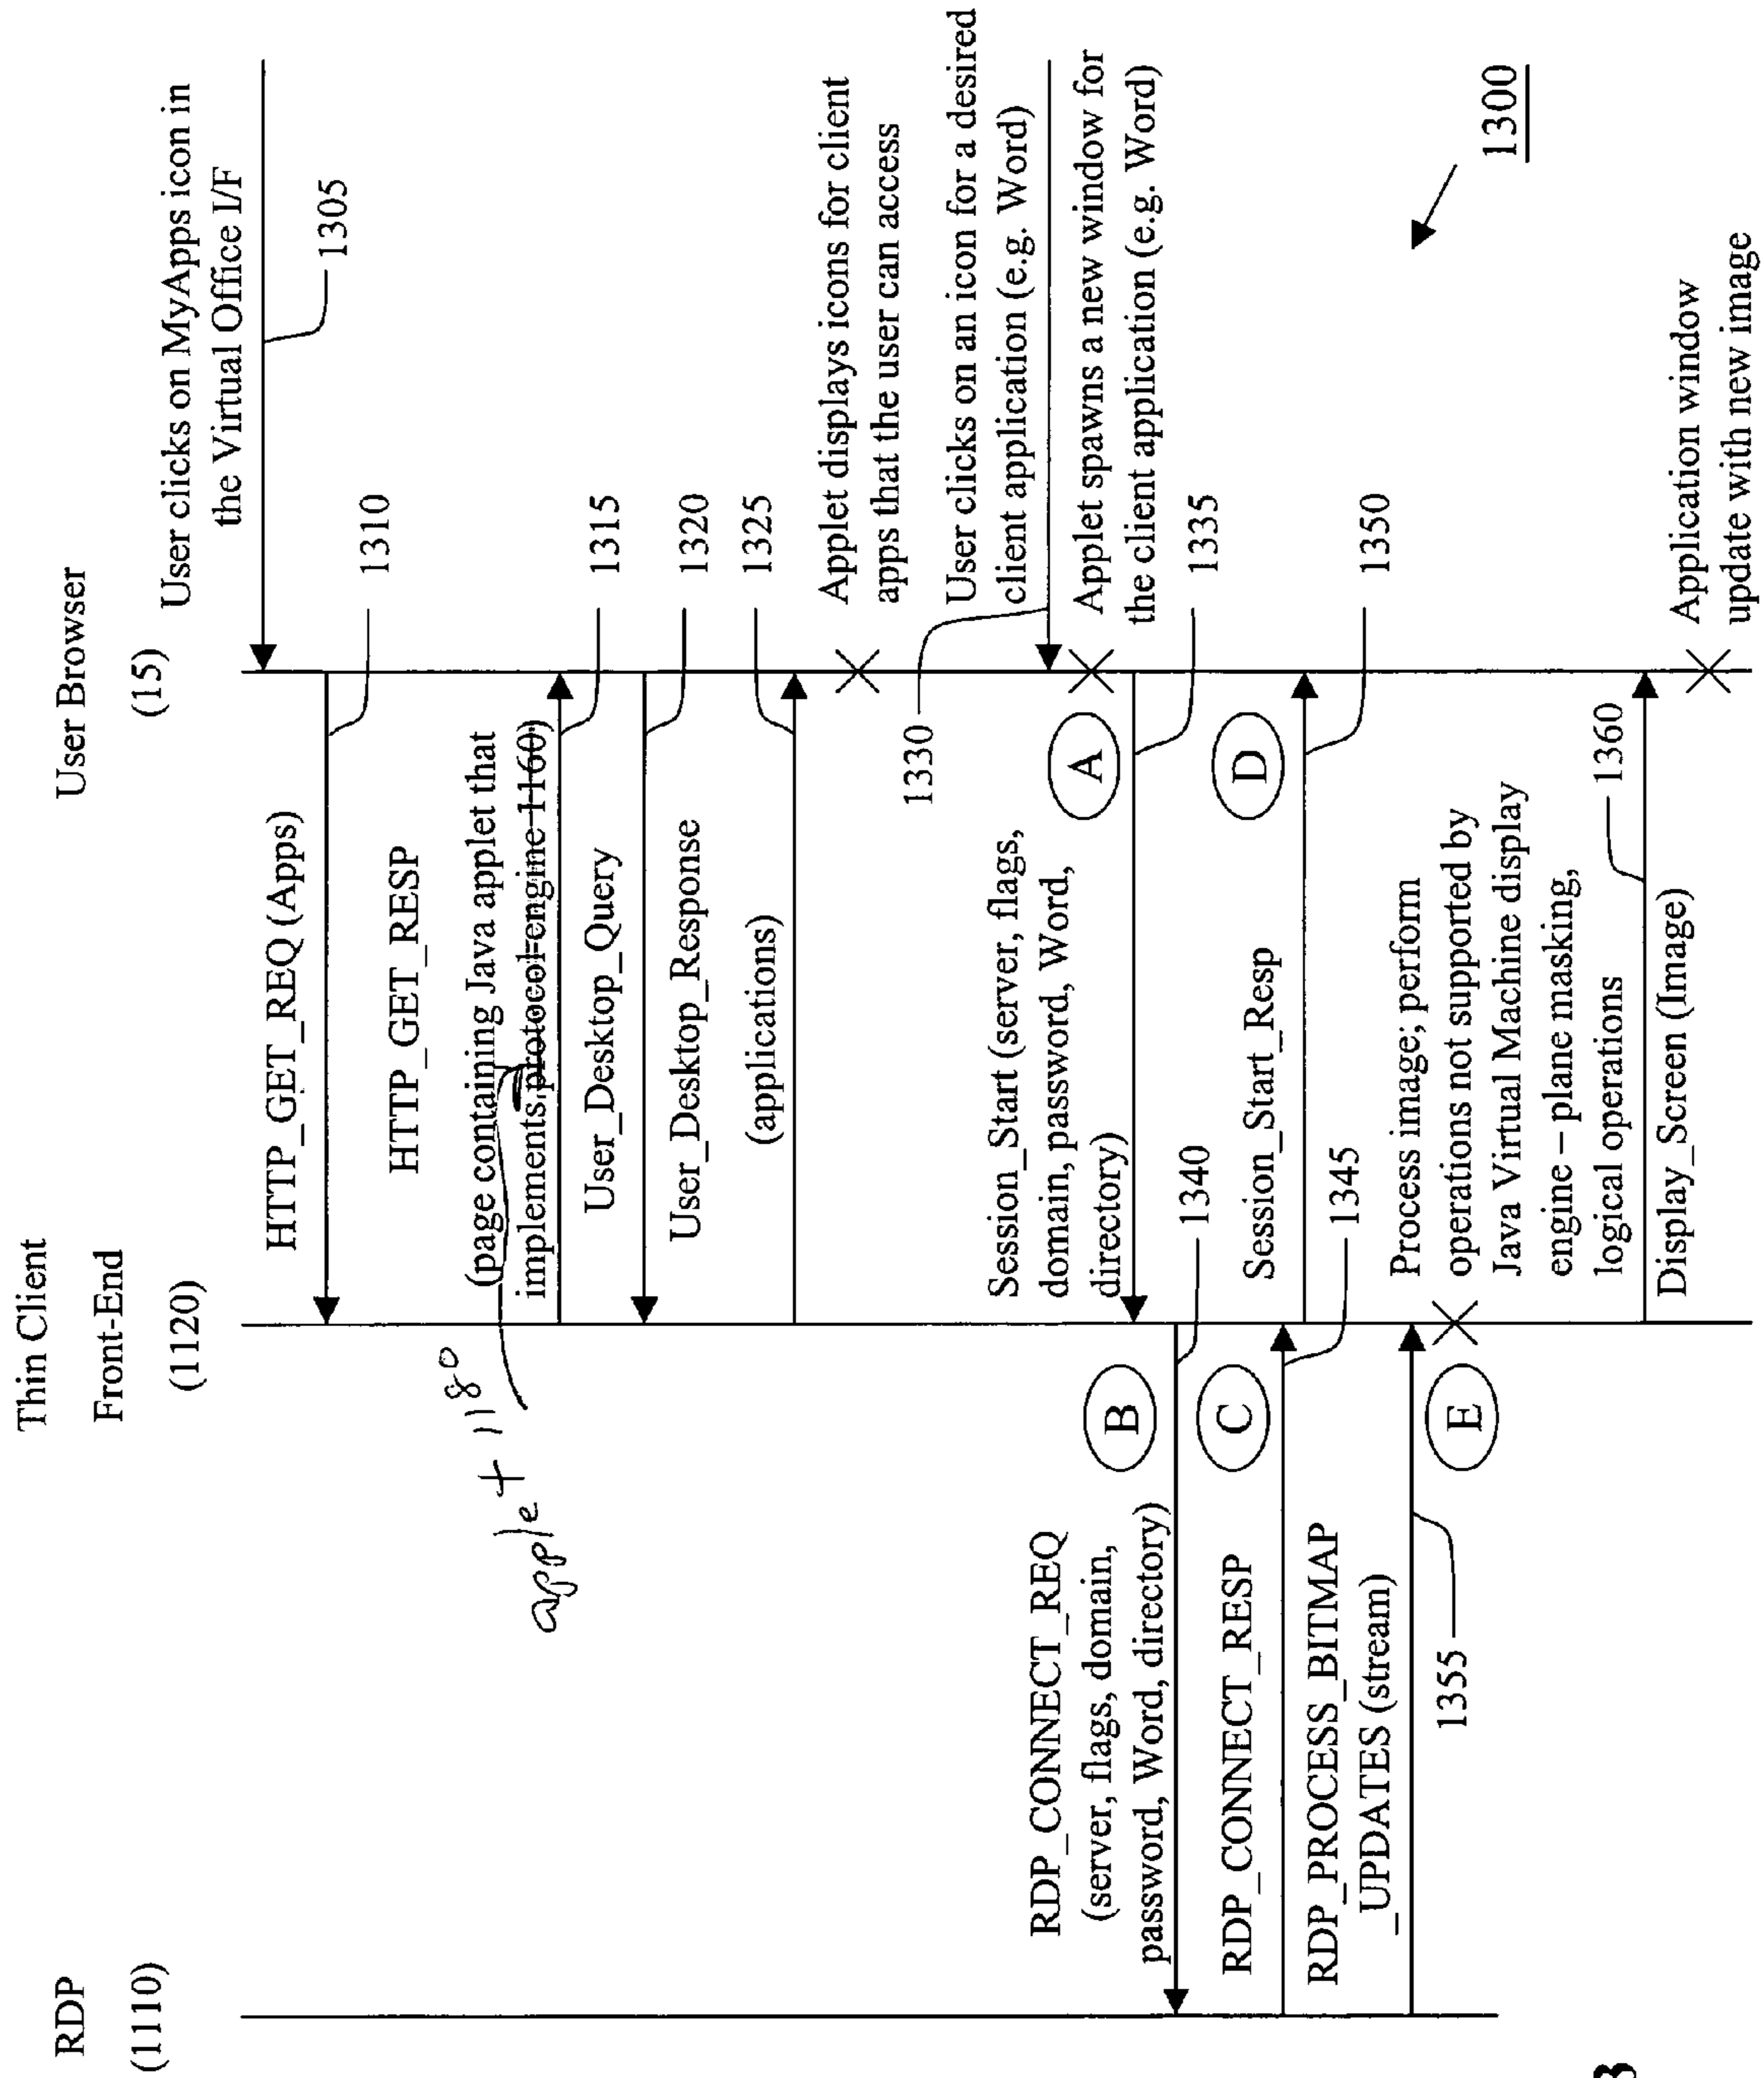 RDP
(1110)
Thin Client
Front-End
(1120)
User Browser
(15)
User clicks on MyApps icon in
the Virtual Office I/F
1305
HTTP_GET_REQ (Apps)
1310
HTTP_GET_RESP
(page containing Java applet that
implements protocol engine 1160)
1315
apple + 1180
User_Desktop_Query
1320
User_Desktop_Response
(applications)
1325
Applet displays icons for client
apps that the user can access
User clicks on an icon for a desired
client application (e.g. Word)
1330
Applet spawns a new window for
the client application (e.g. Word)
Session_Start (server, flags,
domain, password, Word,
directory)
A
1335
RDP_CONNECT_REQ
(server, flags, domain,
password, Word, directory)
B
1340
RDP_CONNECT_RESP
C
1345
Session_Start_Resp
D
1350
RDP_PROCESS_BITMAP
_UPDATES (stream)
1355
E
Process image; perform
operations not supported by
Java Virtual Machine display
engine – plane masking,
logical operations
1360
Display_Screen (Image)
Application window
update with new image
1300